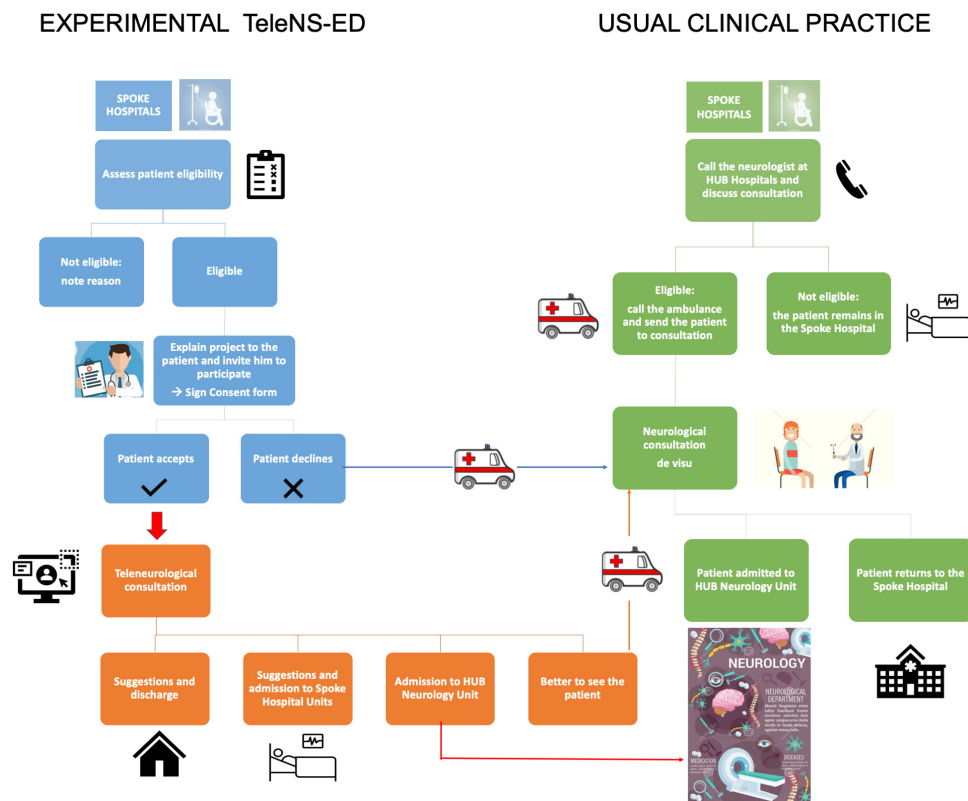 EXPERIMENTAL TeleNS-ED
USUAL CLINICAL PRACTICE
SPOKE
HOSPITALS
Assess patient eligibility
Not eligible:
note reason
Eligible
Explain project to the
patient and invite him to
participate
→ Sign Consent form
Patient accepts
Patient declines
Teleneurological
consultation
Suggestions and
discharge
Suggestions and
admission to Spoke
Hospital Units
Admission to HUB
Neurology Unit
Better to see the
patient
SPOKE
HOSPITALS
Call the neurologist at
HUB Hospitals and
discuss consultation
Eligible:
call the ambulance
and send the patient
to consultation
Not eligible:
the patient remains in
the Spoke Hospital
Neurological
consultation
de visu
Patient admitted to
HUB Neurology Unit
Patient returns to the
Spoke Hospital
NEUROLOGY
NEUROLOGICAL
DEPARTMENT
MEDICATION
DISEASES